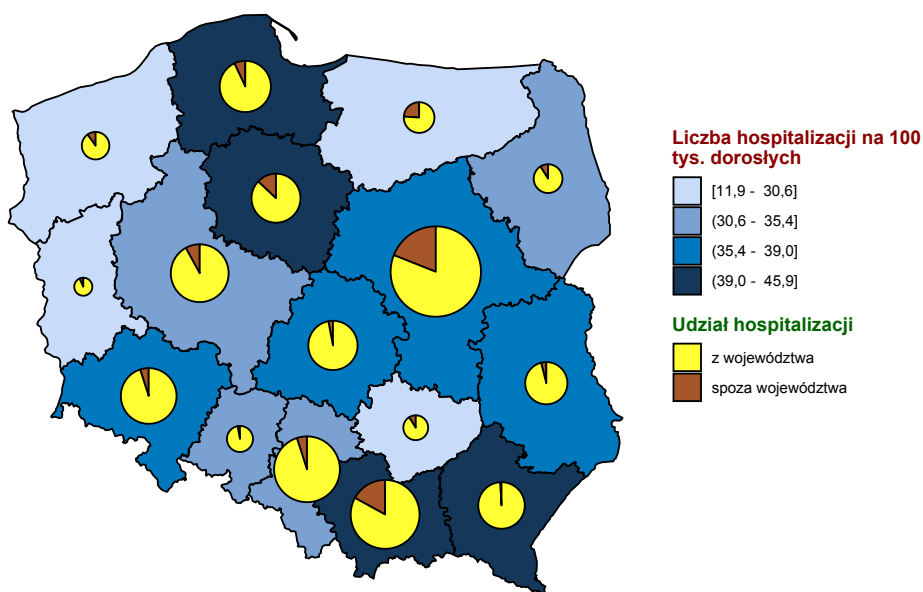 Liczba hospitalizacji na 100
tys. dorosłych
[11,9 - 30,6]
(30,6 - 35,4]
(35,4 - 39,0]
(39,0 - 45,9]
Udział hospitalizacji
z województwa
spoza województwa